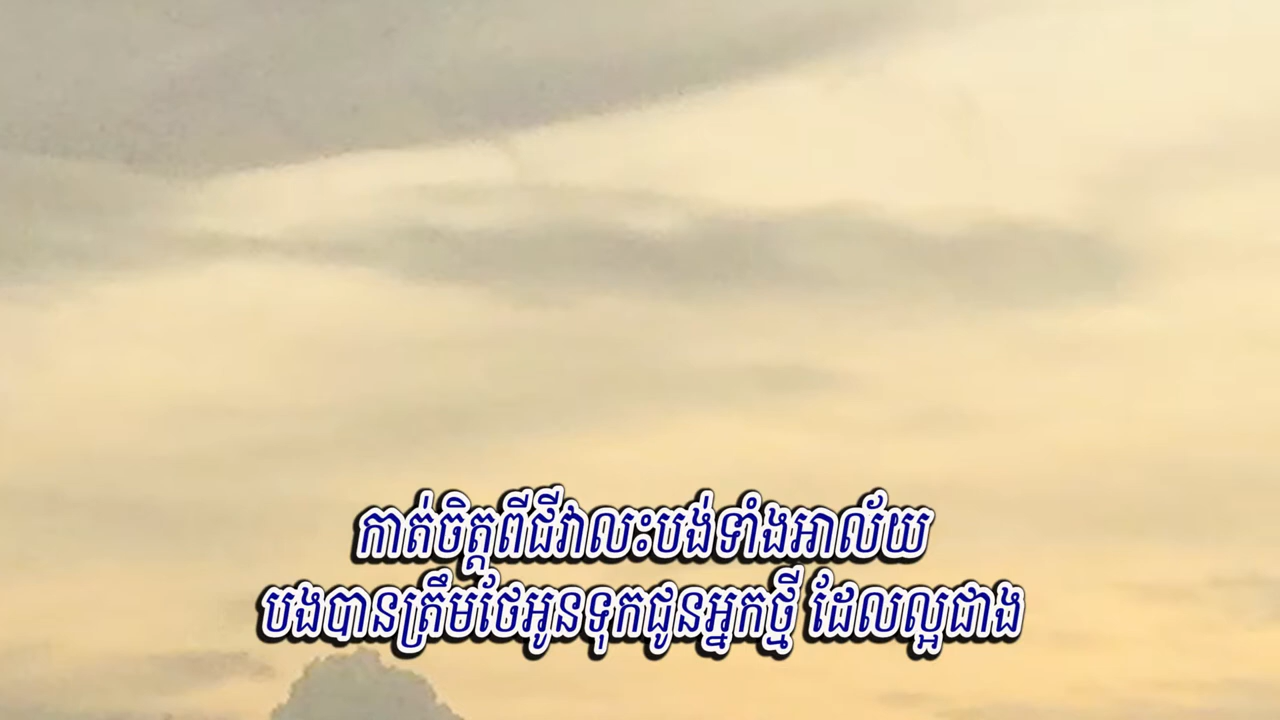 កាត់ចិត្តពីជីវាលះបង់ទាំងអាល័យ
បងបានត្រឹមថែអូនទុកជូនអ្នកថ្មី ដែលល្អជាង